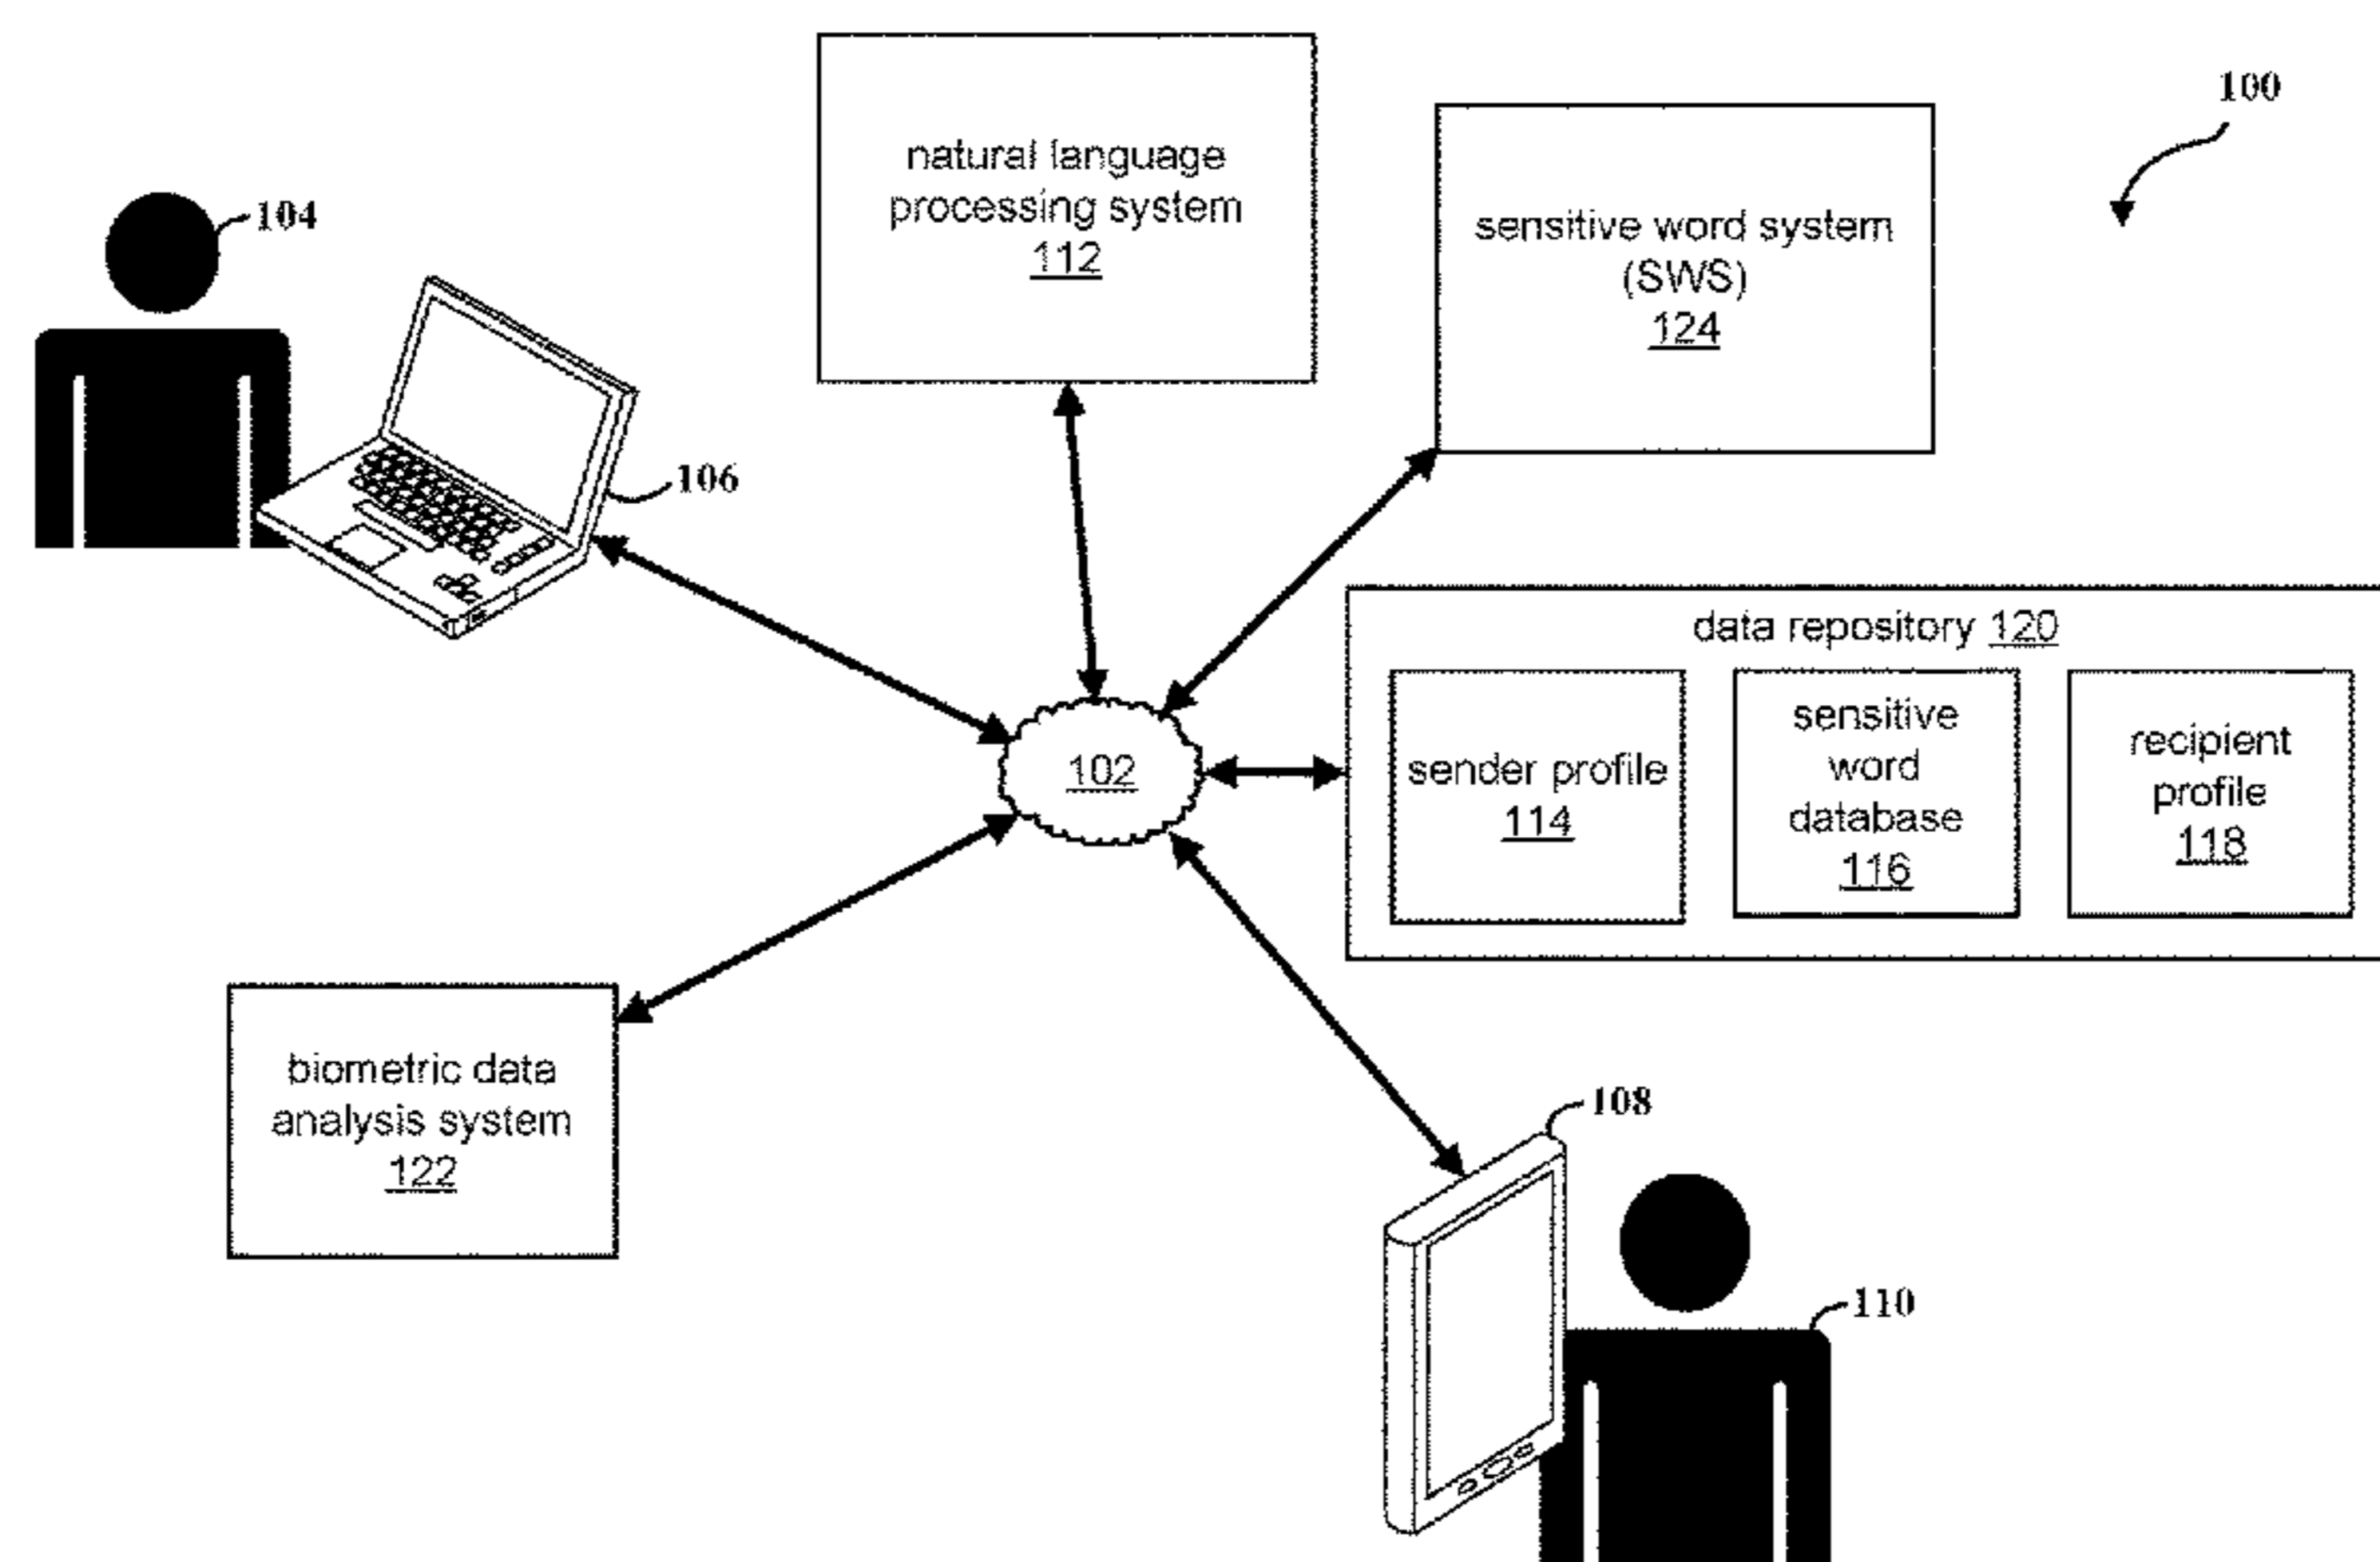 100
natural language
processing system
112
sensitive word system
(SWS)
124
104
106
data repository 120
sender profile
114
sensitive
word
database
116
recipient
profile
118
102
biometric data
analysis system
122
108
110